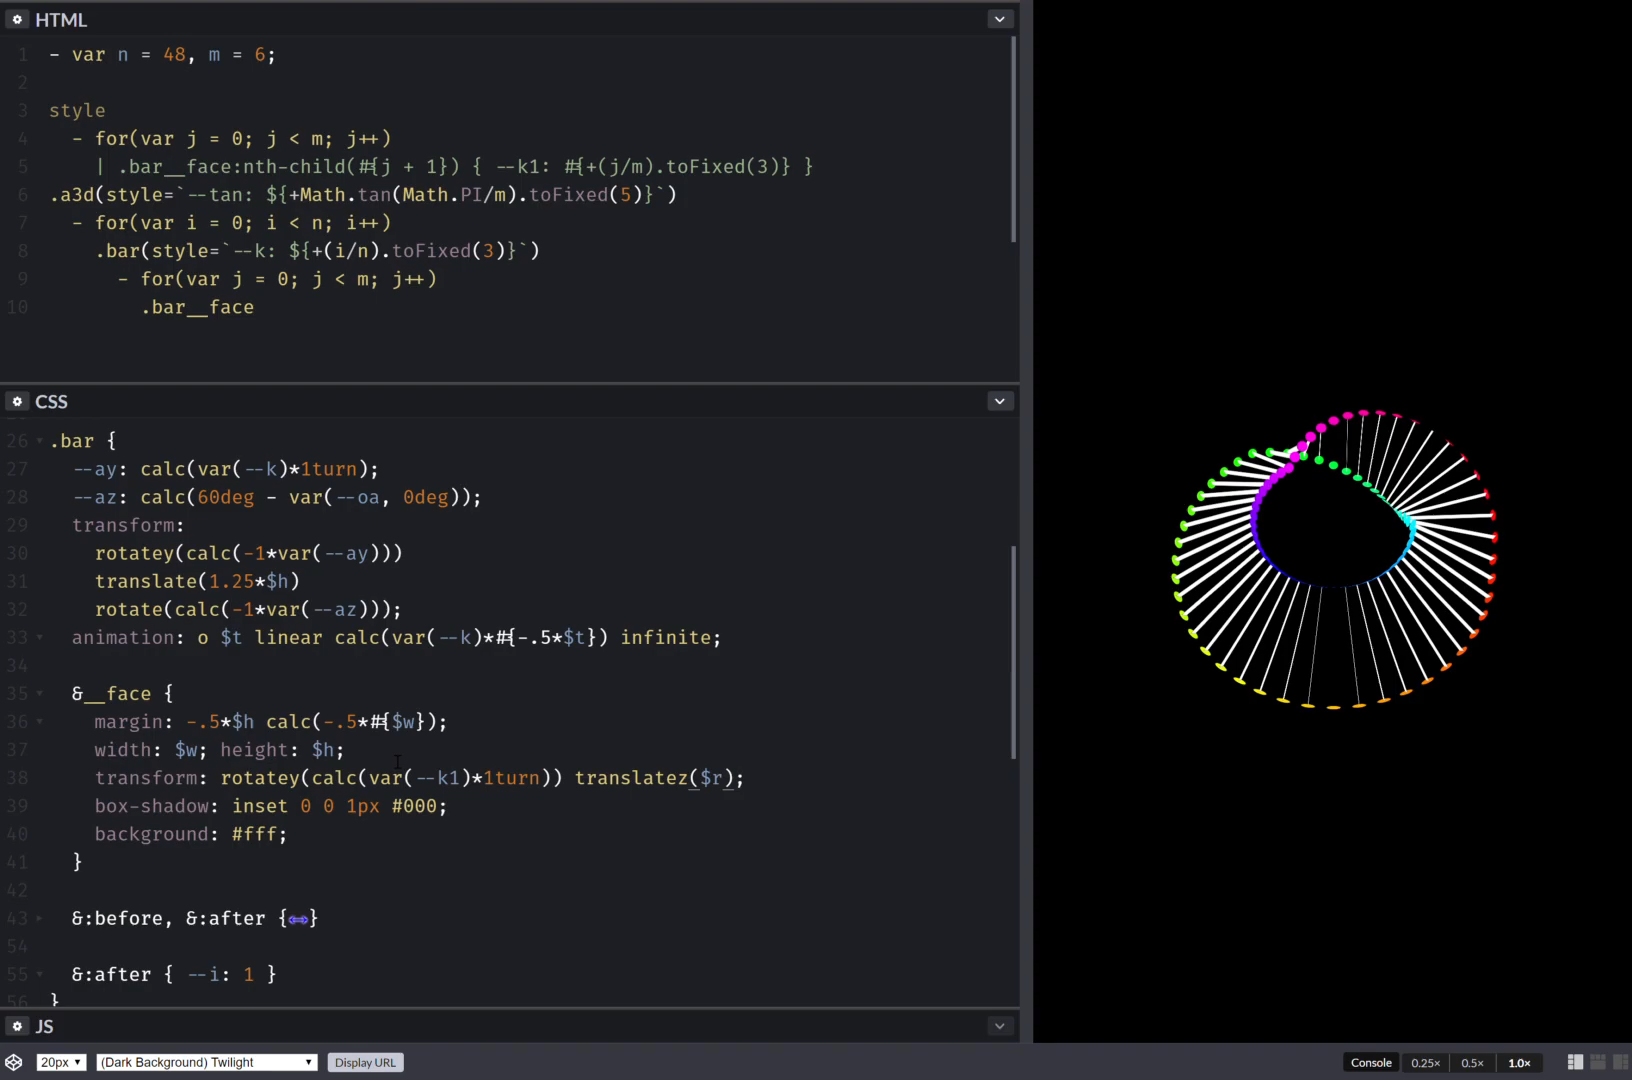 HTML
1 - var n = 48, m = 6;
2
3 style
4 - for(var j = 0; j < m; j++)
5 | .bar__face:nth-child(#{j + 1}) { --k1: #{+(j/m).toFixed(3)} }
6 .a3d(style=`--tan: ${+Math.tan(Math.PI/m).toFixed(5)}`)
7 - for(var i = 0; i < n; i++)
8 .bar(style=`--k: ${+(i/n).toFixed(3)}`)
9 - for(var j = 0; j < m; j++)
10 .bar__face
CSS
26 .bar {
27 --ay: calc(var(--k)*1turn);
28 --az: calc(60deg - var(--oa, 0deg));
29 transform:
30 rotatey(calc(-1*var(--ay)))
31 translate(1.25*$h)
32 rotate(calc(-1*var(--az)));
33 animation: o $t linear calc(var(--k)*#{-.5*$t}) infinite;
34
35 &__face {
36 margin: -.5*$h calc(-.5*#{$w});
37 width: $w; height: $h;
38 transform: rotatey(calc(var(--k1)*1turn)) translatez($r);
39 box-shadow: inset 0 0 1px #000;
40 background: #fff;
41 }
42
43 &:before, &:after {↔}
54
55 &:after { --i: 1 }
56 }
JS
20px (Dark Background) Twilight Display URL Console 0.25× 0.5× 1.0×